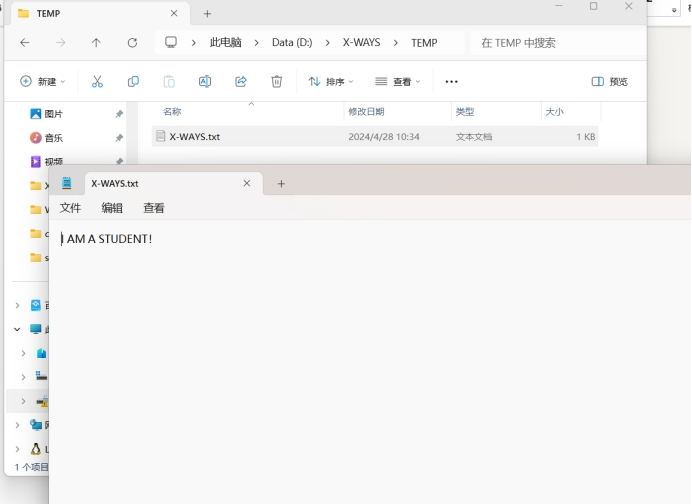 TEMP
此电脑 Data (D:) X-WAYS TEMP 在 TEMP 中搜索
新建 排序 查看 预览
名称 修改日期 类型 大小
图片
X-WAYS.txt 2024/4/28 10:34 文本文档 1 KB
音乐
视频
X-WAYS.txt
文件 编辑 查看
I AM A STUDENT!
1 个项目